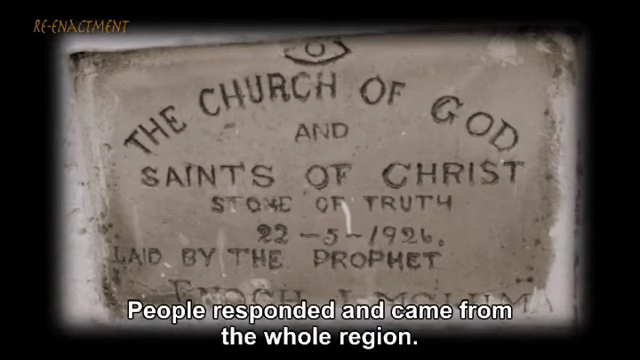 RE-ENACTMENT
THE CHURCH OF GOD
AND
SAINTS OF CHRIST
STONE OF TRUTH
22-5-1926.
LAID BY THE PROPHET
ENOCH
People responded and came from
the whole region.